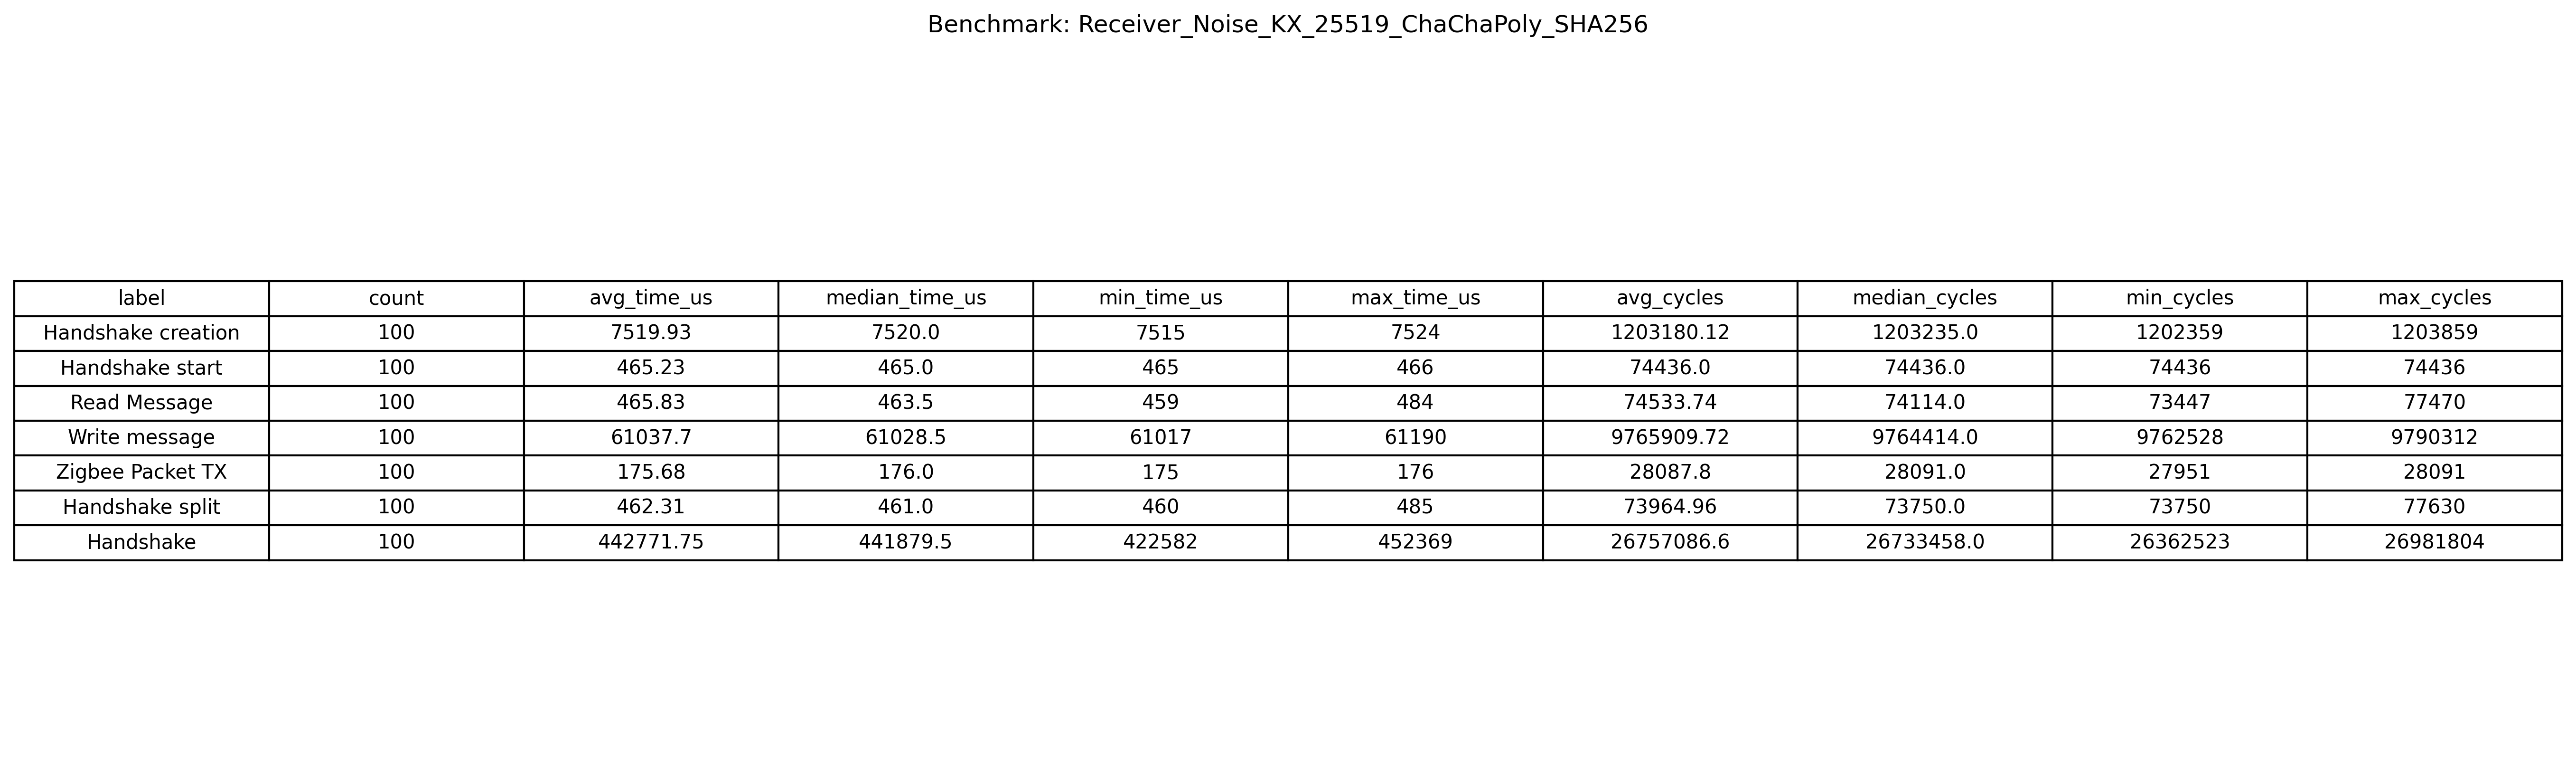 Benchmark: Receiver_Noise_KX_25519_ChaChaPoly_SHA256
label count avg_time_us median_time_us min_time_us max_time_us avg_cycles median_cycles min_cycles max_cycles
Handshake creation 100 7519.93 7520.0 7515 7524 1203180.12 1203235.0 1202359 1203859
Handshake start 100 465.23 465.0 465 466 74436.0 74436.0 74436 74436
Read Message 100 465.83 463.5 459 484 74533.74 74114.0 73447 77470
Write message 100 61037.7 61028.5 61017 61190 9765909.72 9764414.0 9762528 9790312
Zigbee Packet TX 100 175.68 176.0 175 176 28087.8 28091.0 27951 28091
Handshake split 100 462.31 461.0 460 485 73964.96 73750.0 73750 77630
Handshake 100 442771.75 441879.5 422582 452369 26757086.6 26733458.0 26362523 26981804